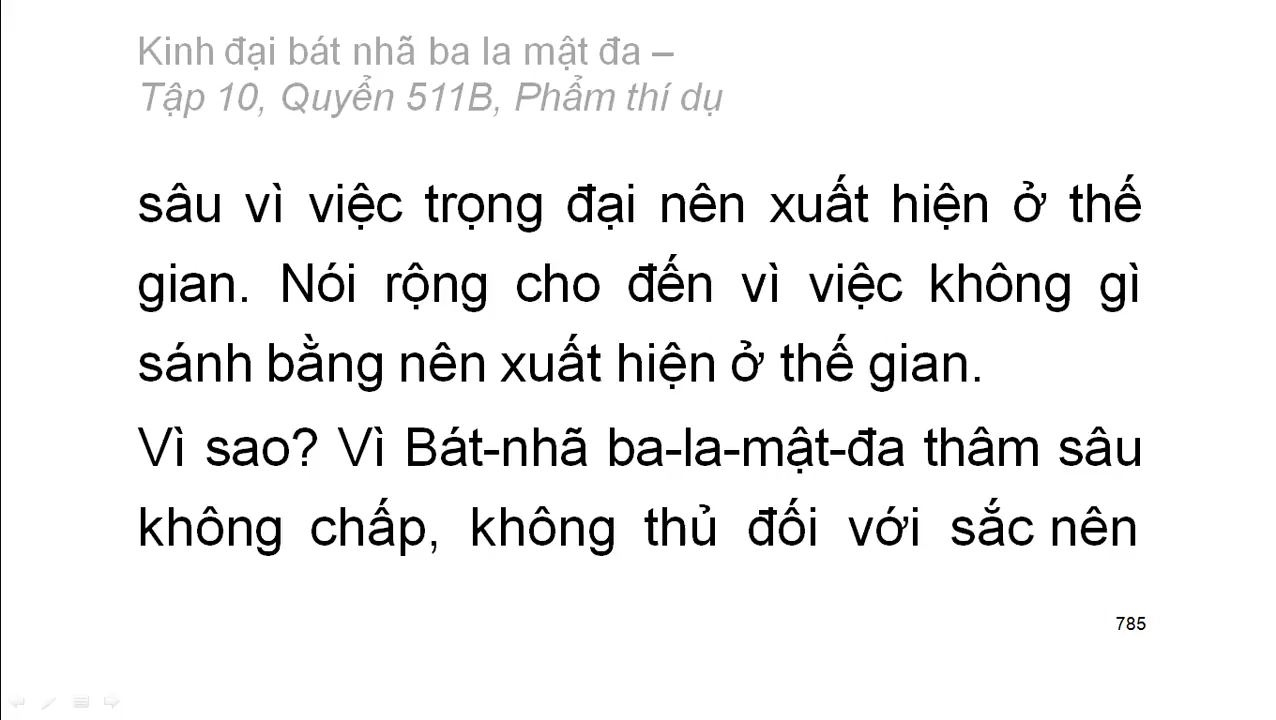 Kinh đại bát nhã ba la mật đa –
Tập 10, Quyển 511B, Phẩm thí dụ
sâu vì việc trọng đại nên xuất hiện ở thế
gian. Nói rộng cho đến vì việc không gì
sánh bằng nên xuất hiện ở thế gian.
Vì sao? Vì Bát-nhã ba-la-mật-đa thâm sâu
không chấp, không thủ đối với sắc nên
785